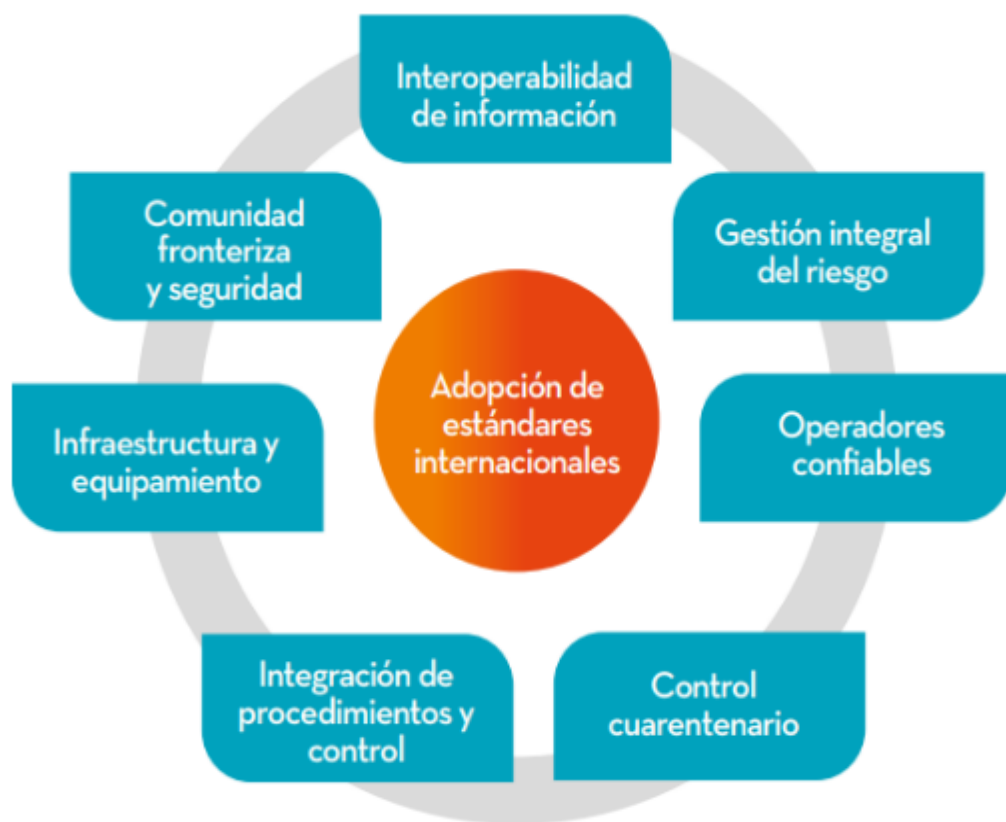 Interoperabilidad
de información
Gestión integral
del riesgo
Operadores
confiables
Control
cuarentenario
Integración de
procedimientos y
control
Infraestructura y
equipamiento
Comunidad
fronteriza
y seguridad
Adopción de
estándares
internacionales